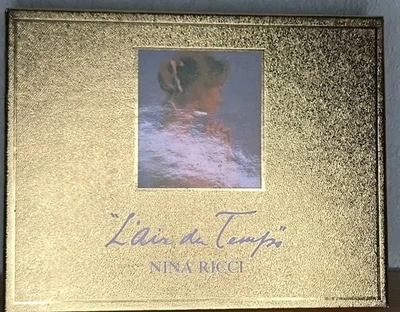 "L'air du Temps"
NINA RICCI